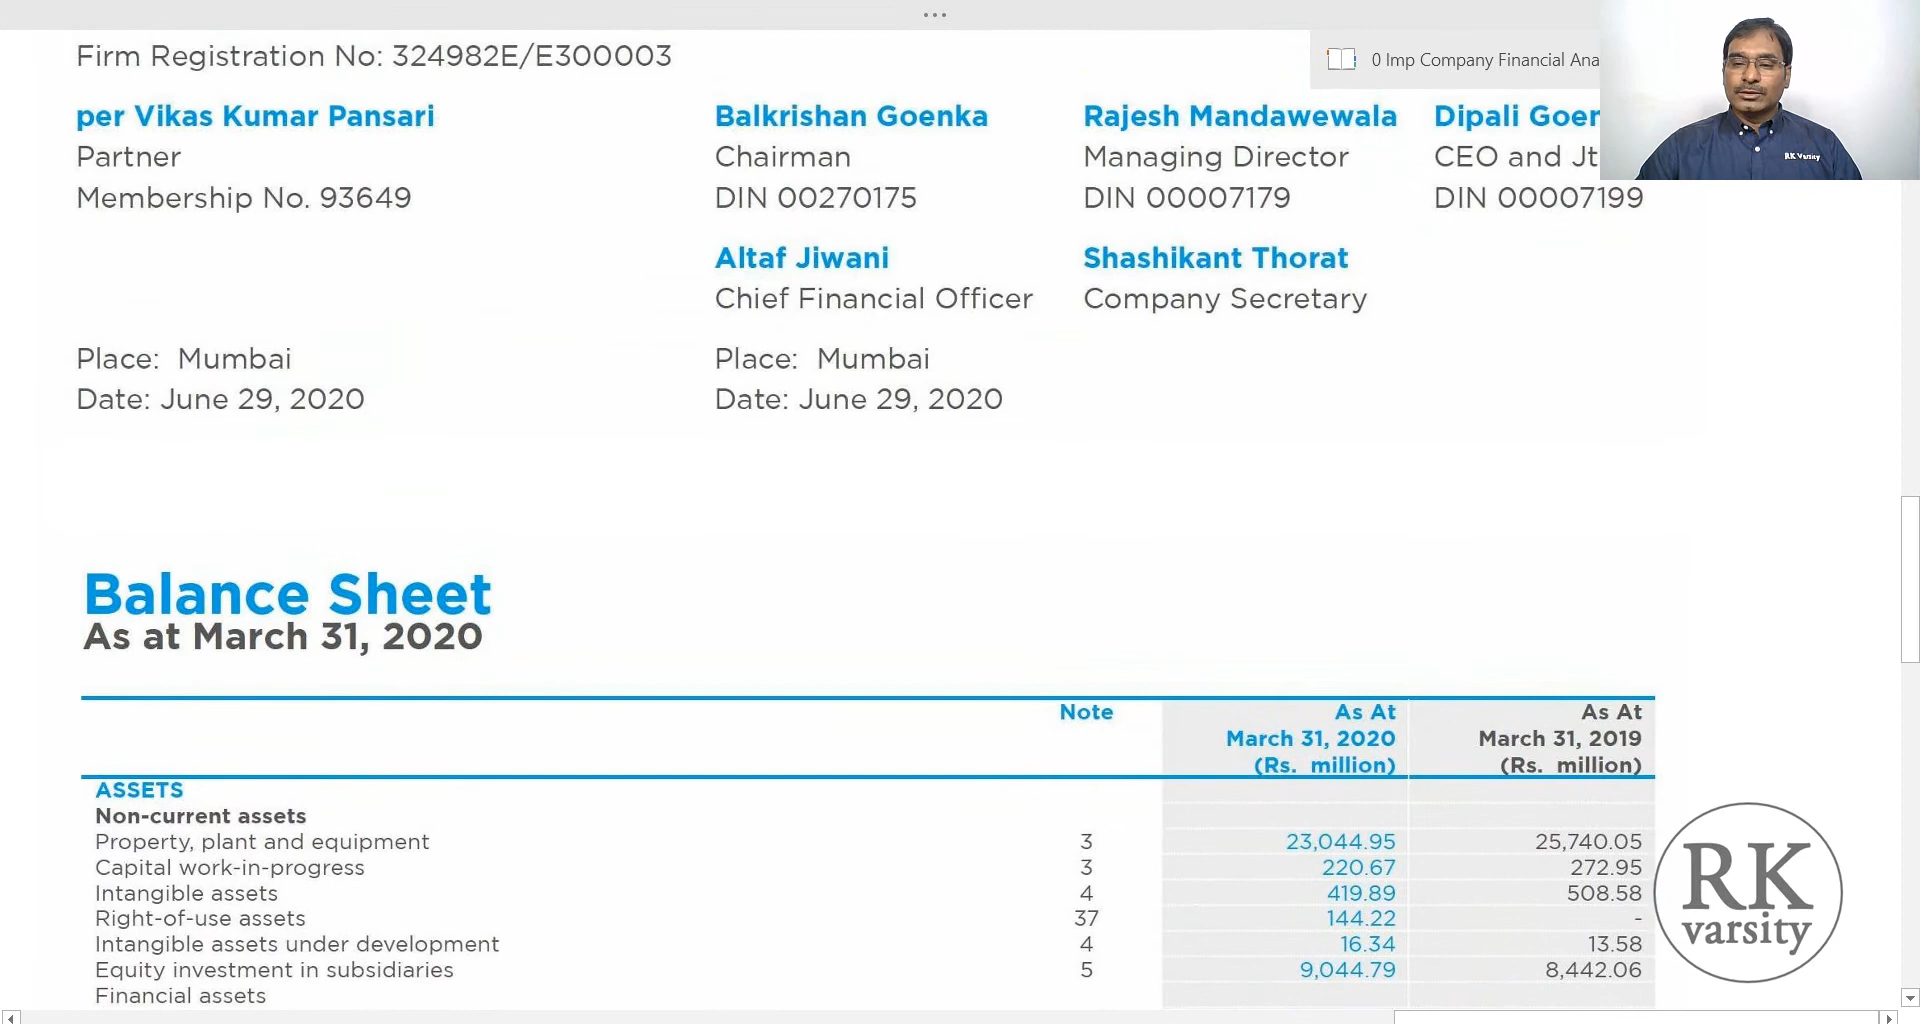 Firm Registration No: 324982E/E300003
0 Imp Company Financial Ana
per Vikas Kumar Pansari
Partner
Membership No. 93649
Balkrishan Goenka
Chairman
DIN 00270175
Rajesh Mandawewala
Managing Director
DIN 00007179
Dipali Goen
CEO and Jt
DIN 00007199
RK Varsity
Altaf Jiwani
Chief Financial Officer
Shashikant Thorat
Company Secretary
Place: Mumbai
Date: June 29, 2020
Place: Mumbai
Date: June 29, 2020
Balance Sheet
As at March 31, 2020
Note As At As At
March 31, 2020 March 31, 2019
(Rs. million) (Rs. million)
ASSETS
Non-current assets
Property, plant and equipment 3 23,044.95 25,740.05
Capital work-in-progress 3 220.67 272.95
Intangible assets 4 419.89 508.58
Right-of-use assets 37 144.22 -
Intangible assets under development 4 16.34 13.58
Equity investment in subsidiaries 5 9,044.79 8,442.06
Financial assets
RK
varsity